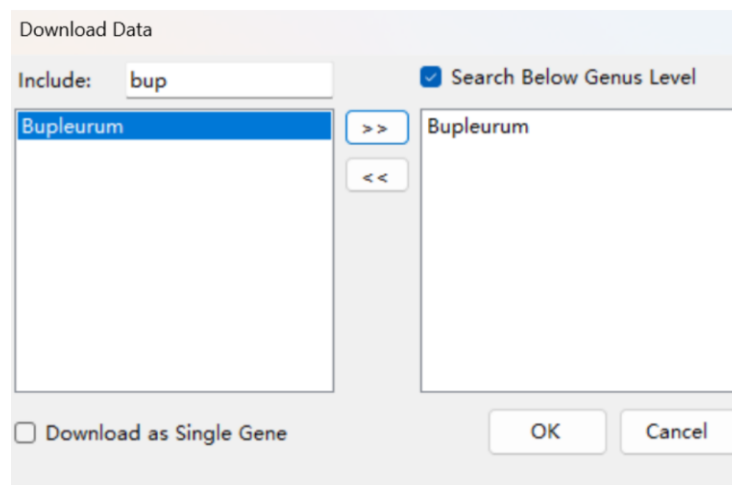 Download Data
Include: bup
Search Below Genus Level
Bupleurum
>>
Bupleurum
<<
Download as Single Gene
OK
Cancel